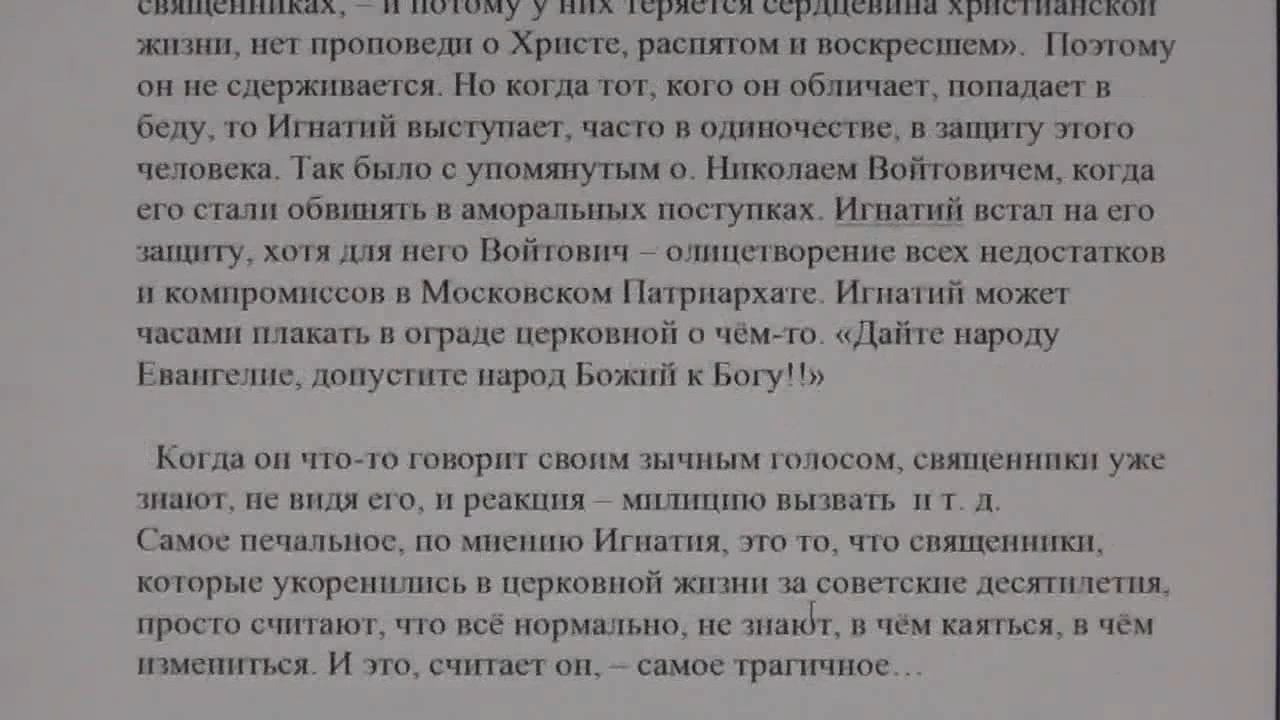 священниках, – и потому у них теряется сердцевина христианской
жизни, нет проповеди о Христе, распятом и воскресшем».  Поэтому
он не сдерживается. Но когда тот, кого он обличает, попадает в
беду, то Игнатий выступает, часто в одиночестве, в защиту этого
человека. Так было с упомянутым о. Николаем Войтовичем, когда
его стали обвинять в аморальных поступках. Игнатий встал на его
защиту, хотя для него Войтович – олицетворение всех недостатков
и компромиссов в Московском Патриархате. Игнатий может
часами плакать в ограде церковной о чём-то. «Дайте народу
Евангелие, допустите народ Божий к Богу!!»
Когда он что-то говорит своим зычным голосом, священники уже
знают, не видя его, и реакция – милицию вызвать  и т. д.
Самое печальное, по мнению Игнатия, это то, что священники,
которые укоренились в церковной жизни за советские десятилетия,
просто считают, что всё нормально, не знают, в чём каяться, в чём
измениться. И это, считает он, – самое трагичное…